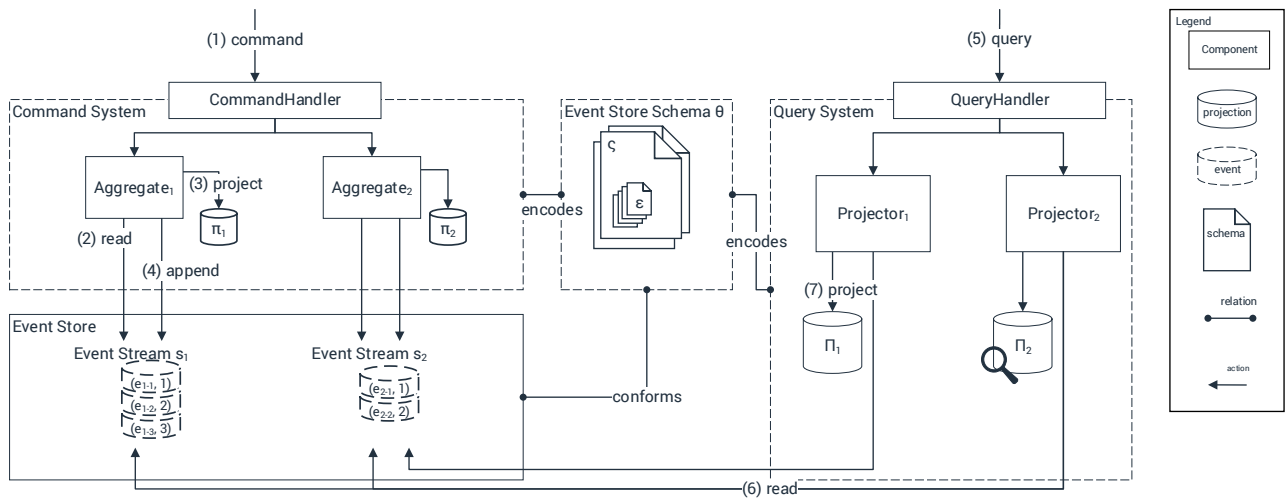 (1) command
(5) query
Legend
Component
CommandHandler
QueryHandler
Command System
Event Store Schema θ
Query System
projection
ς
Aggregate₁
(3) project
Aggregate₂
event
ε
encodes
Projector₁
Projector₂
π₁
π₂
(2) read
encodes
schema
(4) append
(7) project
relation
Event Store
Event Stream s₁
Event Stream s₂
Π₁
Π₂
action
(e₁₋₁, 1)
(e₁₋₂, 2)
(e₁₋₃, 3)
(e₂₋₁, 1)
(e₂₋₂, 2)
conforms
(6) read